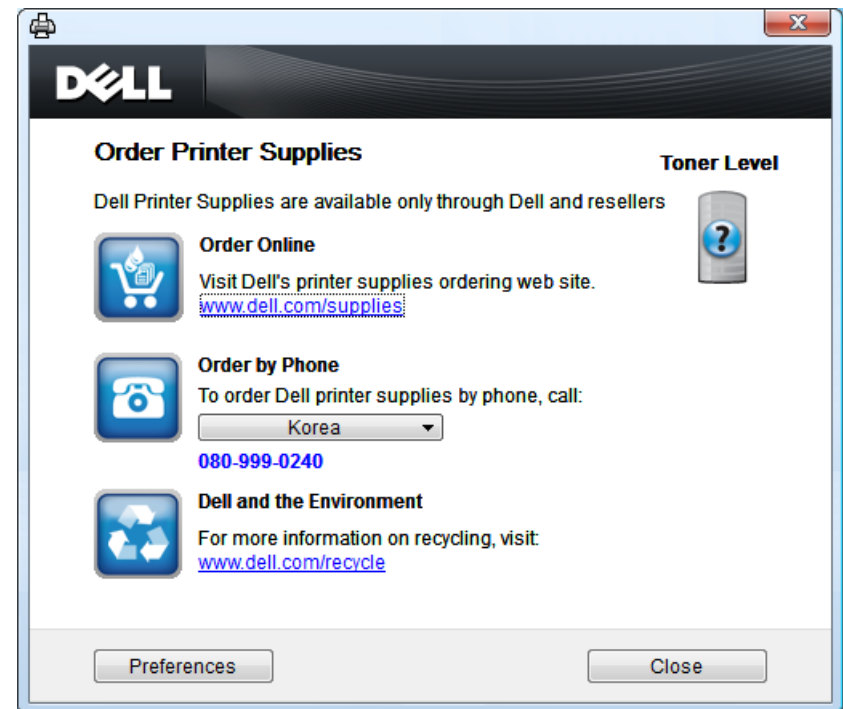 DELL
Order Printer Supplies
Toner Level
Dell Printer Supplies are available only through Dell and resellers
?
Order Online
Visit Dell's printer supplies ordering web site.
www.dell.com/supplies
Order by Phone
To order Dell printer supplies by phone, call:
Korea
080-999-0240
Dell and the Environment
For more information on recycling, visit:
www.dell.com/recycle
Preferences
Close